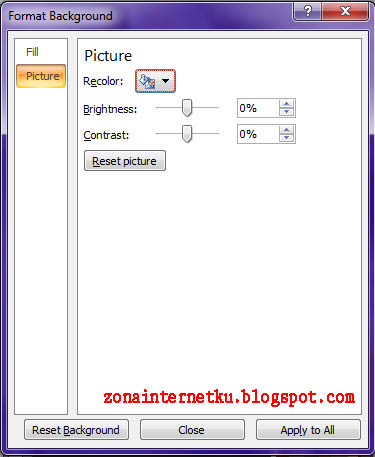 Format Background
?
X
Fill
Picture
Picture
Recolor:
Brightness: 0%
Contrast: 0%
Reset picture
zonainternetku.blogspot.com
Reset Background Close Apply to All